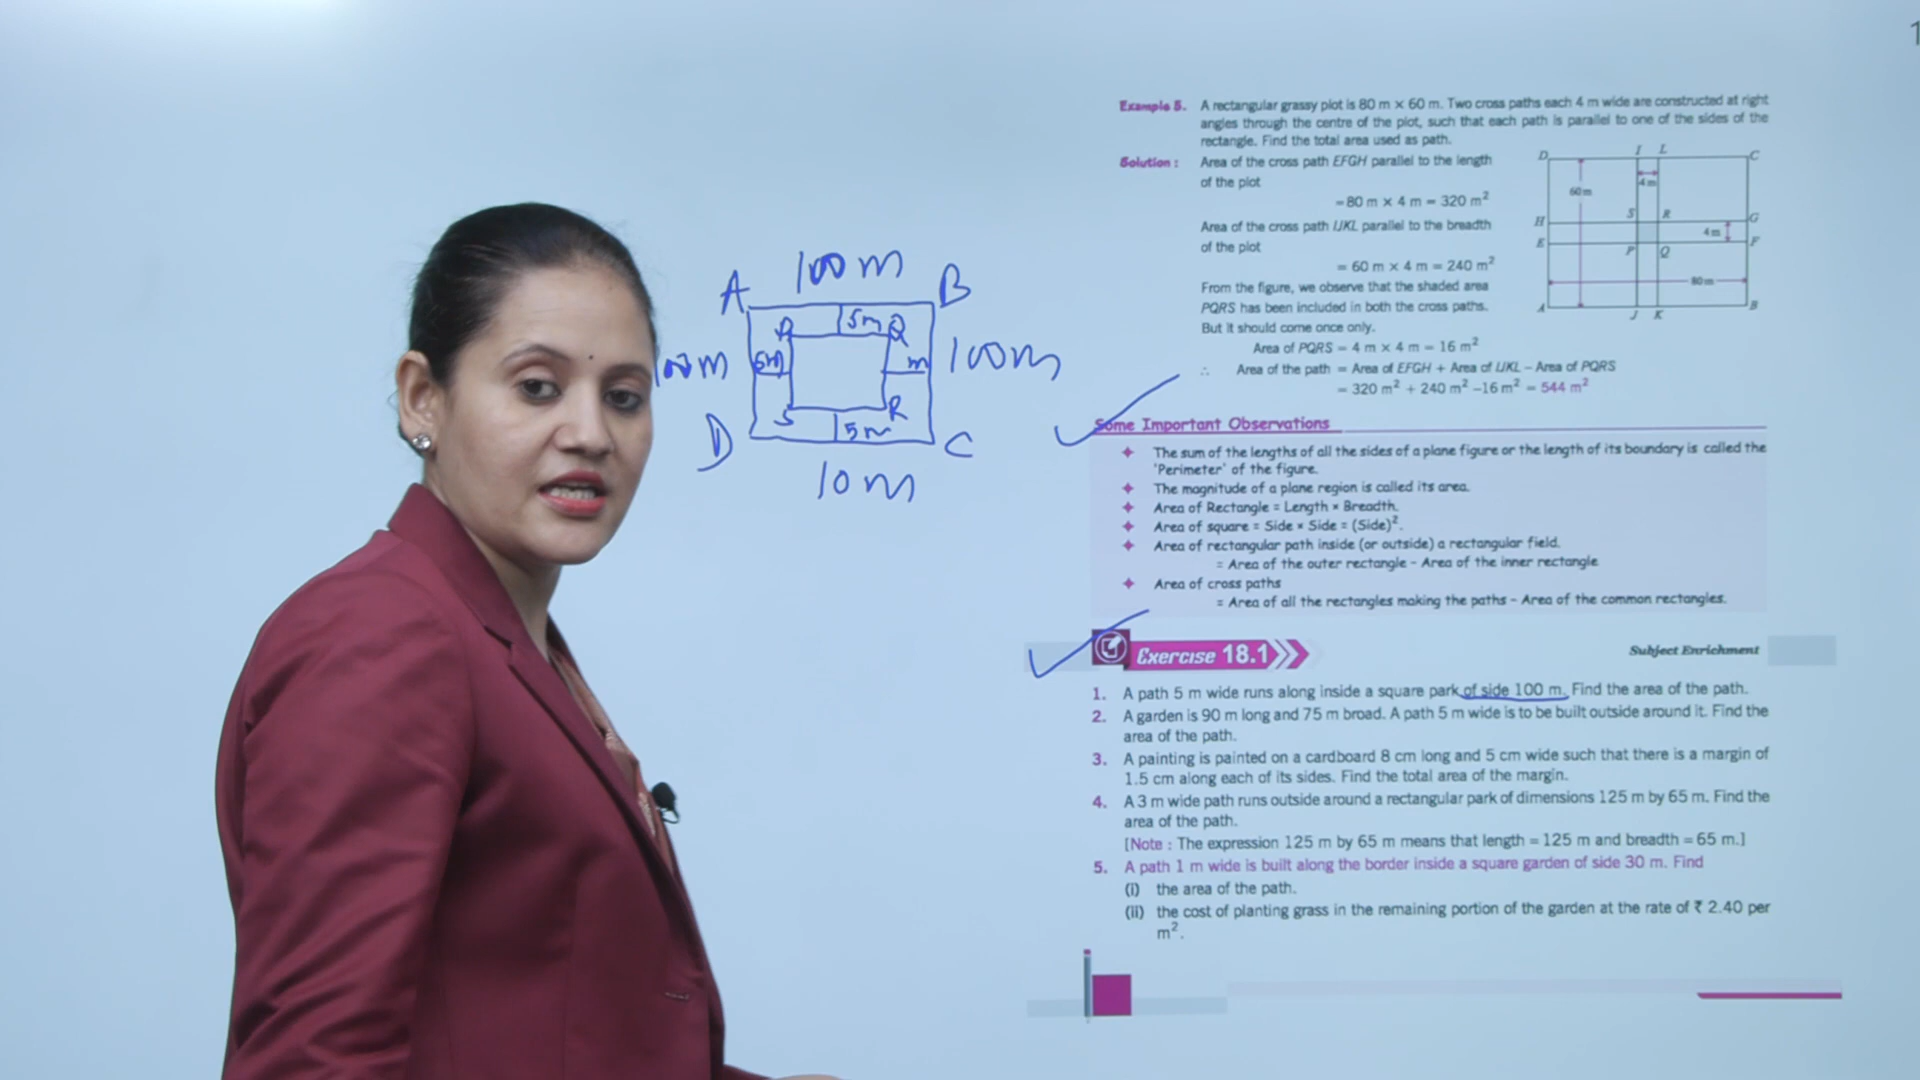 1
A 100m B
P 5m Q
100m 5m m 100m
S R
5m
D C
10m
Example 5. A rectangular grassy plot is 80 m × 60 m. Two cross paths each 4 m wide are constructed at right
angles through the centre of the plot, such that each path is parallel to one of the sides of the
rectangle. Find the total area used as path.
Solution : Area of the cross path EFGH parallel to the length
of the plot
= 80 m × 4 m = 320 m²
Area of the cross path IJKL parallel to the breadth
of the plot
= 60 m × 4 m = 240 m²
From the figure, we observe that the shaded area
PQRS has been included in both the cross paths.
But it should come once only.
Area of PQRS = 4 m × 4 m = 16 m²
∴ Area of the path = Area of EFGH + Area of IJKL – Area of PQRS
= 320 m² + 240 m² –16 m² = 544 m²
D I L C
4 m
60 m
H S R G
4 m
E P Q F
80 m
A J K B
Some Important Observations
✦ The sum of the lengths of all the sides of a plane figure or the length of its boundary is called the
'Perimeter' of the figure.
✦ The magnitude of a plane region is called its area.
✦ Area of Rectangle = Length × Breadth.
✦ Area of square = Side × Side = (Side)².
✦ Area of rectangular path inside (or outside) a rectangular field.
= Area of the outer rectangle – Area of the inner rectangle
✦ Area of cross paths
= Area of all the rectangles making the paths – Area of the common rectangles.
Exercise 18.1
Subject Enrichment
1. A path 5 m wide runs along inside a square park of side 100 m. Find the area of the path.
2. A garden is 90 m long and 75 m broad. A path 5 m wide is to be built outside around it. Find the
area of the path.
3. A painting is painted on a cardboard 8 cm long and 5 cm wide such that there is a margin of
1.5 cm along each of its sides. Find the total area of the margin.
4. A 3 m wide path runs outside around a rectangular park of dimensions 125 m by 65 m. Find the
area of the path.
[Note : The expression 125 m by 65 m means that length = 125 m and breadth = 65 m.]
5. A path 1 m wide is built along the border inside a square garden of side 30 m. Find
(i) the area of the path.
(ii) the cost of planting grass in the remaining portion of the garden at the rate of ₹ 2.40 per
m².